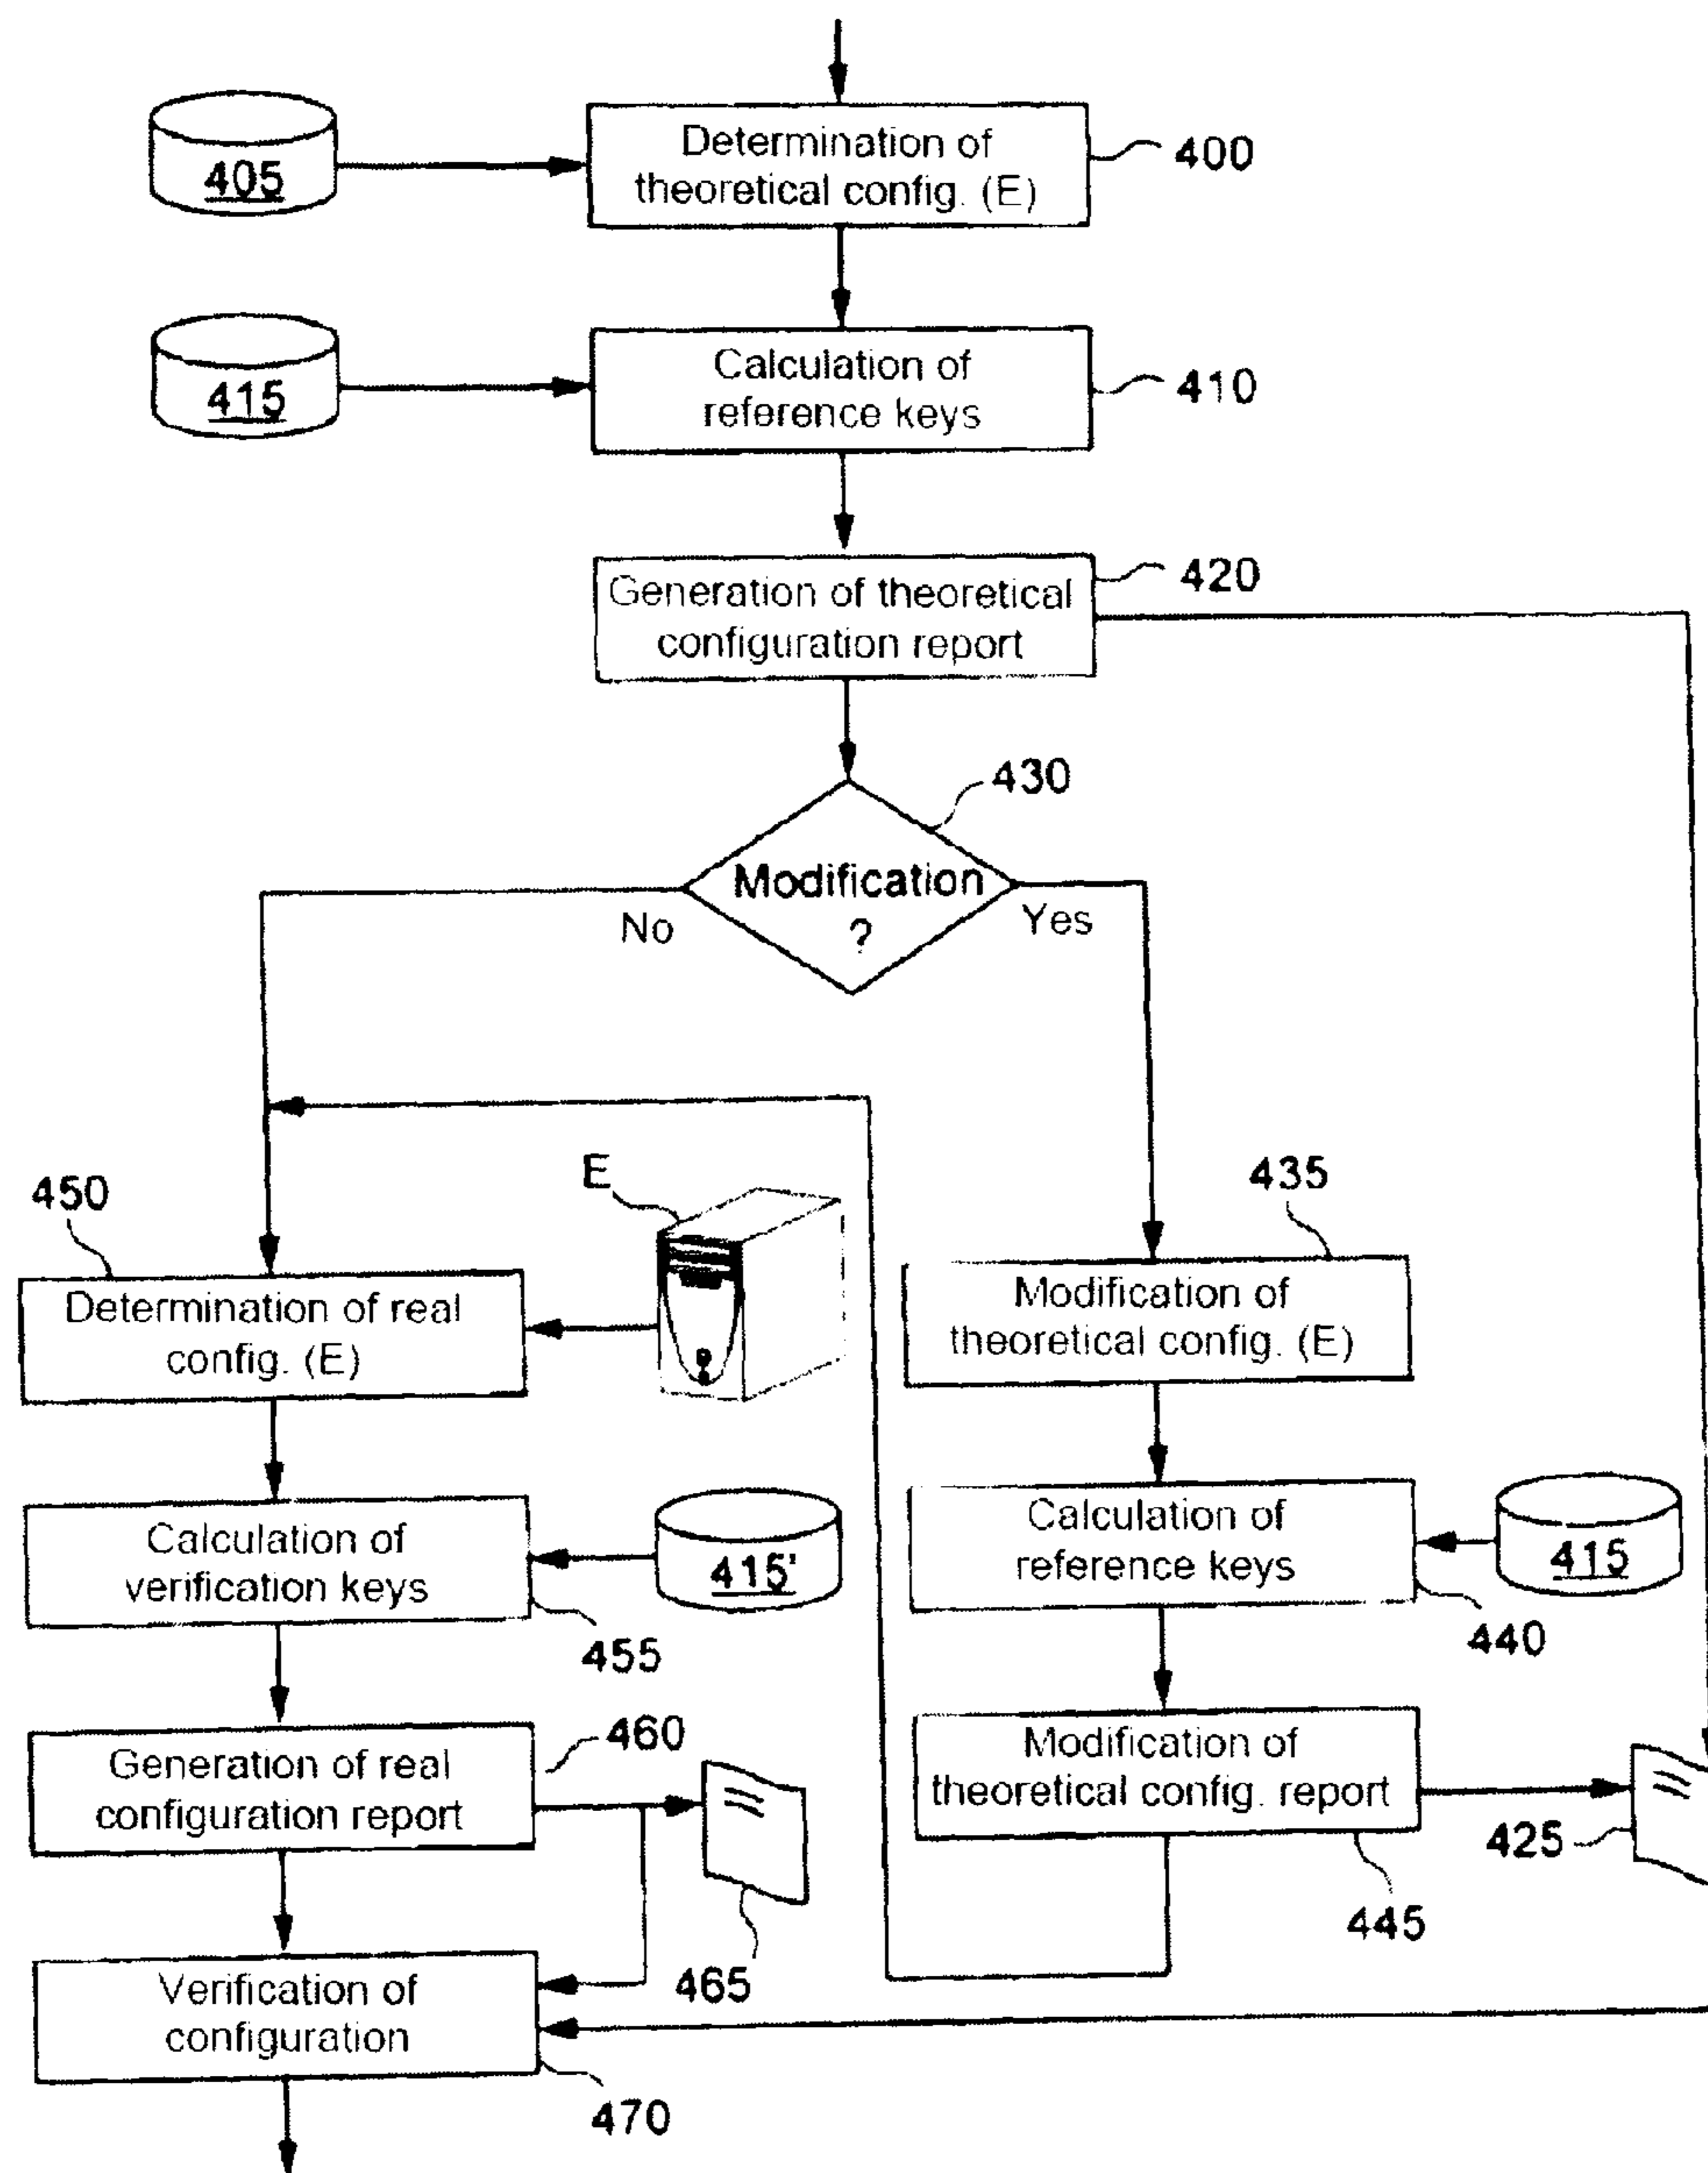 Determination of
theoretical config. (E)
400
405
Calculation of
reference keys
410
415
Generation of theoretical
configuration report
420
430
Modification
?
No
Yes
450
E
435
Determination of real
config. (E)
Modification of
theoretical config. (E)
Calculation of
verification keys
415'
455
Calculation of
reference keys
415
440
Generation of real
configuration report
460
465
Modification of
theoretical config. report
425
445
Verification of
configuration
470